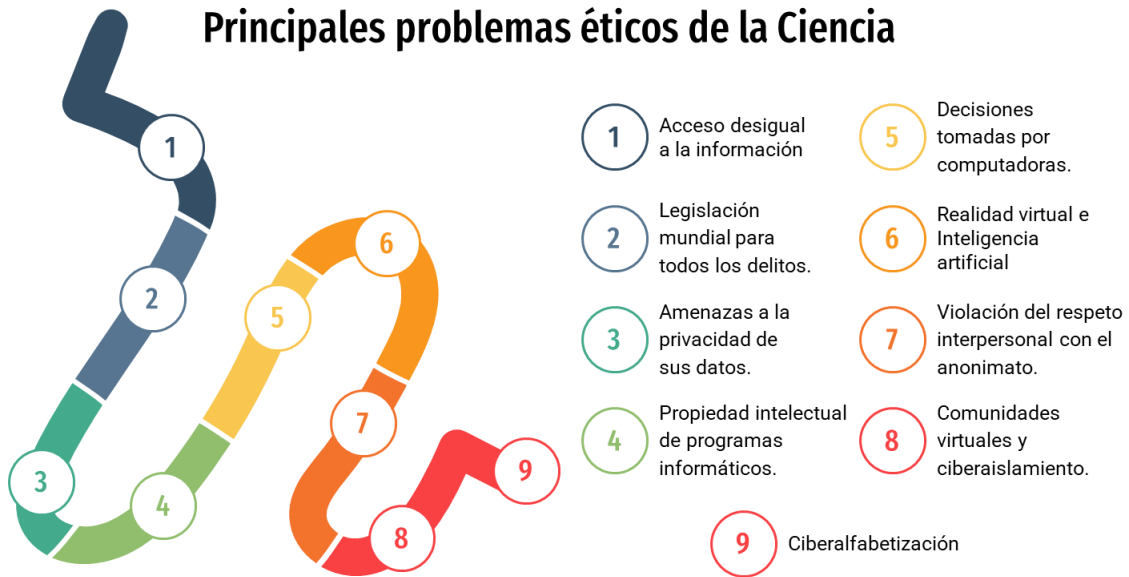 Principales problemas éticos de la Ciencia
1
2
3
4
5
6
7
8
9
1
Acceso desigual
a la información
2
Legislación
mundial para
todos los delitos.
3
Amenazas a la
privacidad de
sus datos.
4
Propiedad intelectual
de programas
informáticos.
5
Decisiones
tomadas por
computadoras.
6
Realidad virtual e
Inteligencia
artificial
7
Violación del respeto
interpersonal con el
anonimato.
8
Comunidades
virtuales y
ciberaislamiento.
9
Ciberalfabetización